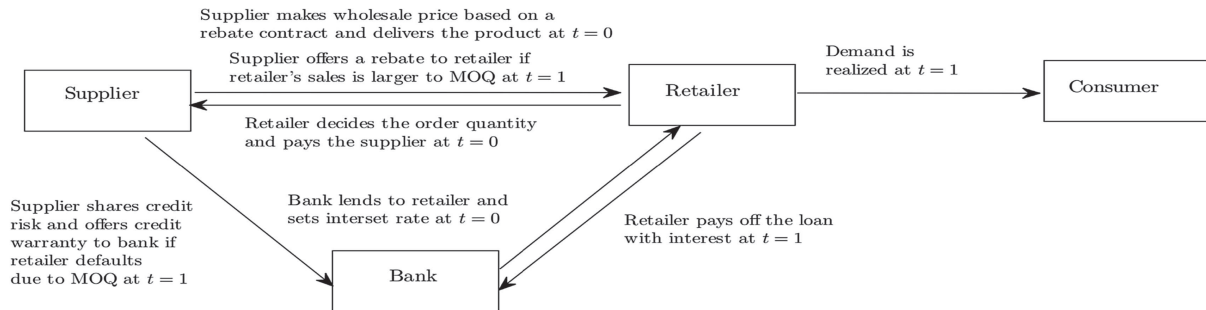 Supplier makes wholesale price based on a
rebate contract and delivers the product at t = 0
Supplier offers a rebate to retailer if
retailer's sales is larger to MOQ at t = 1
Demand is
realized at t = 1
Supplier
Retailer
Consumer
Retailer decides the order quantity
and pays the supplier at t = 0
Supplier shares credit
risk and offers credit
warranty to bank if
retailer defaults
due to MOQ at t = 1
Bank lends to retailer and
sets interset rate at t = 0
Retailer pays off the loan
with interest at t = 1
Bank